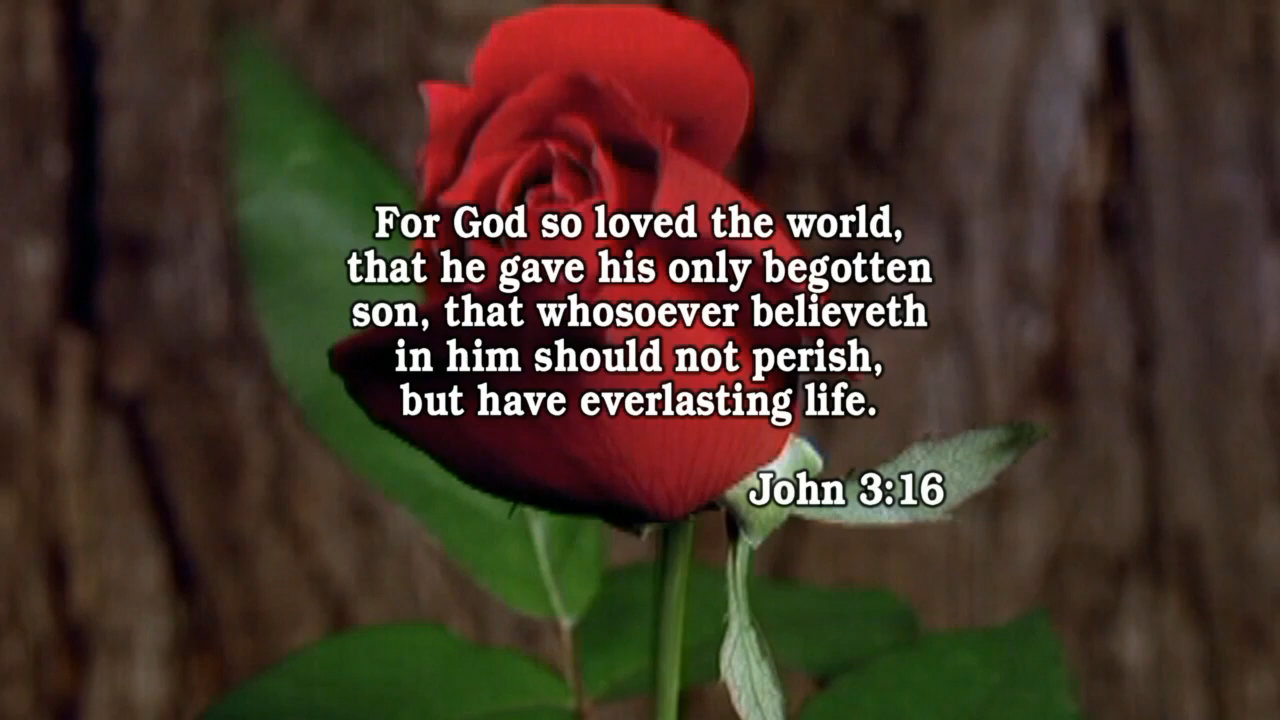 For God so loved the world,
that he gave his only begotten
son, that whosoever believeth
in him should not perish,
but have everlasting life.
John 3:16